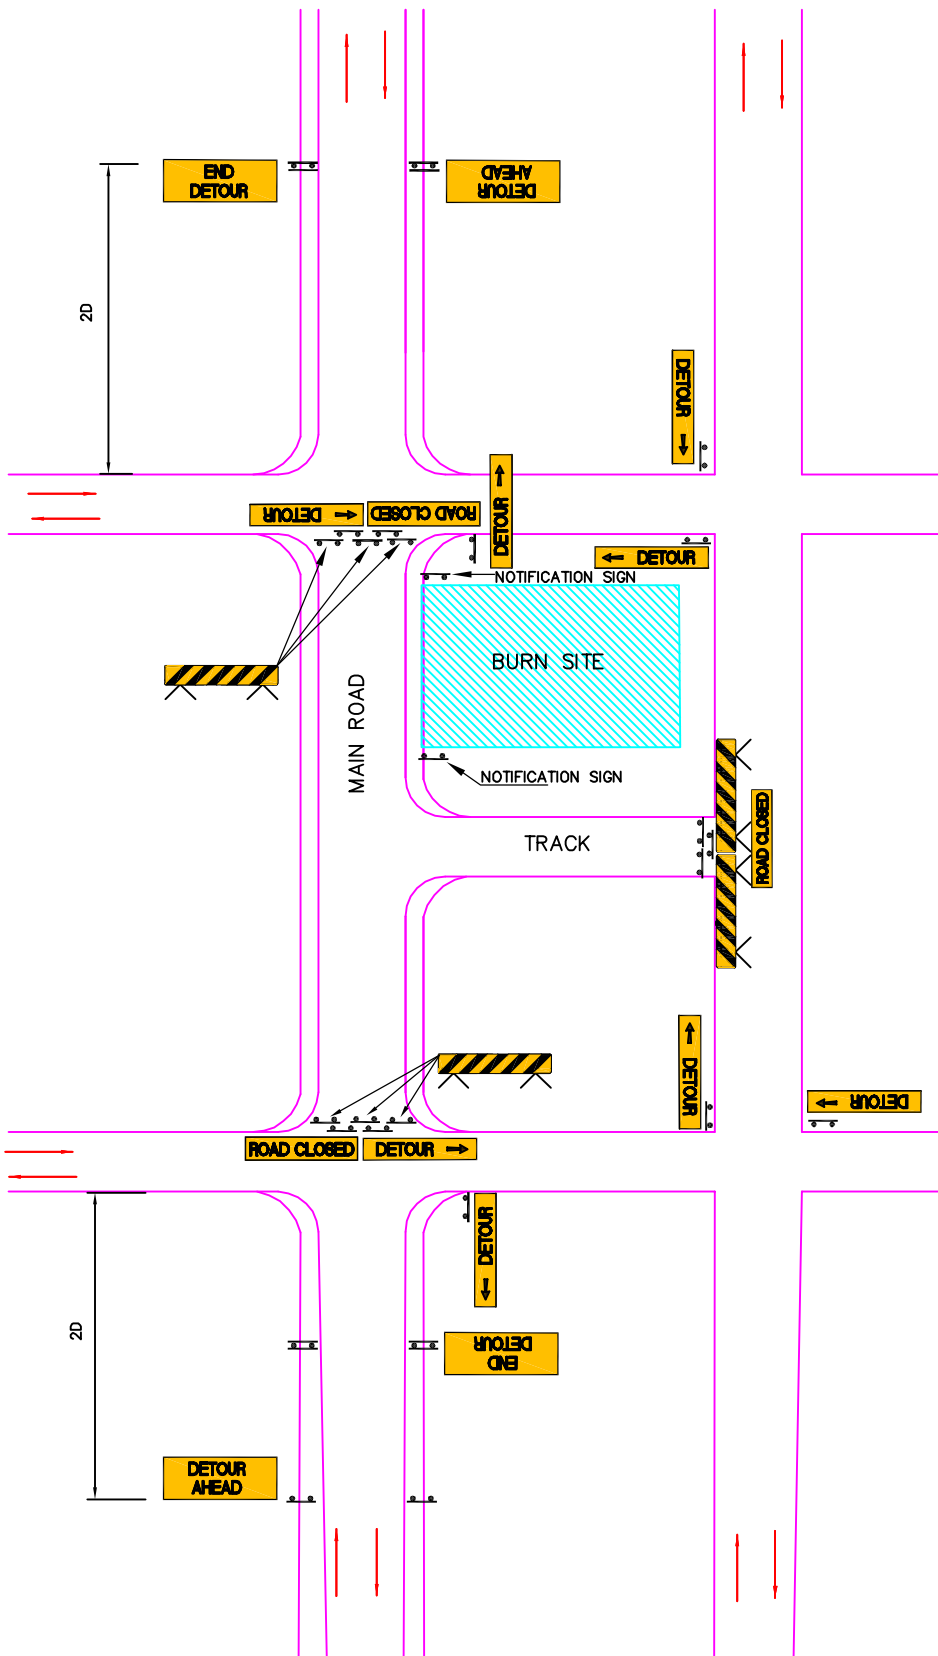 END
DETOUR
DETOUR
AHEAD
2D
DETOUR
DETOUR
DETOUR
ROAD CLOSED
DETOUR
NOTIFICATION SIGN
BURN SITE
MAIN ROAD
NOTIFICATION SIGN
TRACK
ROAD CLOSED
DETOUR
DETOUR
ROAD CLOSED
DETOUR
DETOUR
2D
END
DETOUR
DETOUR
AHEAD